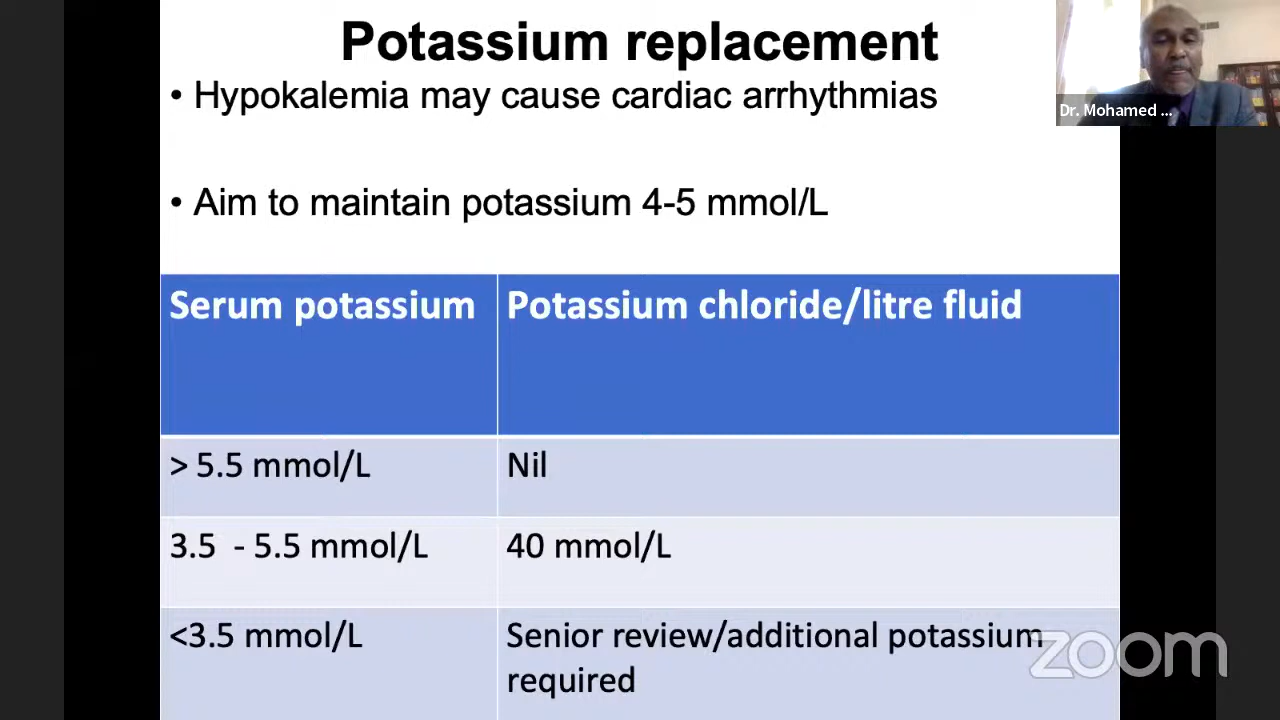 Potassium replacement
• Hypokalemia may cause cardiac arrhythmias
Dr. Mohamed ...
• Aim to maintain potassium 4-5 mmol/L
Serum potassium
Potassium chloride/litre fluid
> 5.5 mmol/L
Nil
3.5 - 5.5 mmol/L
40 mmol/L
<3.5 mmol/L
Senior review/additional potassium
required
zoom